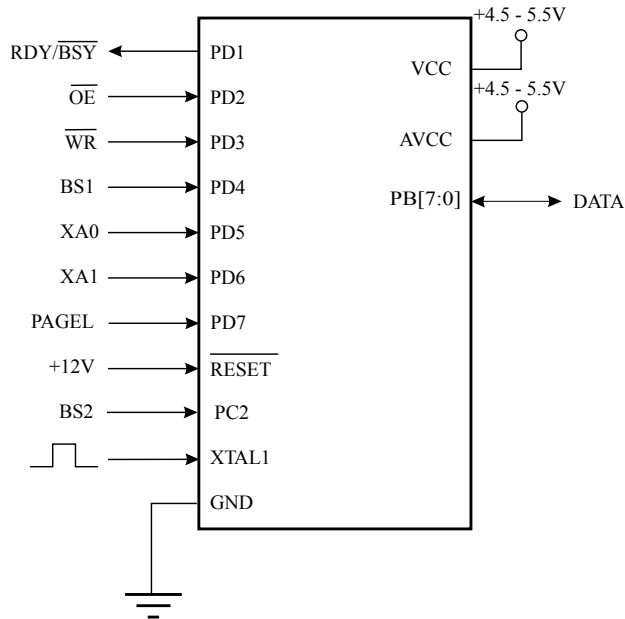 +4.5 - 5.5V
RDY/BSY PD1
VCC
OE PD2
+4.5 - 5.5V
WR PD3
AVCC
BS1 PD4
PB[7:0] DATA
XA0 PD5
XA1 PD6
PAGEL PD7
+12V RESET
BS2 PC2
XTAL1
GND